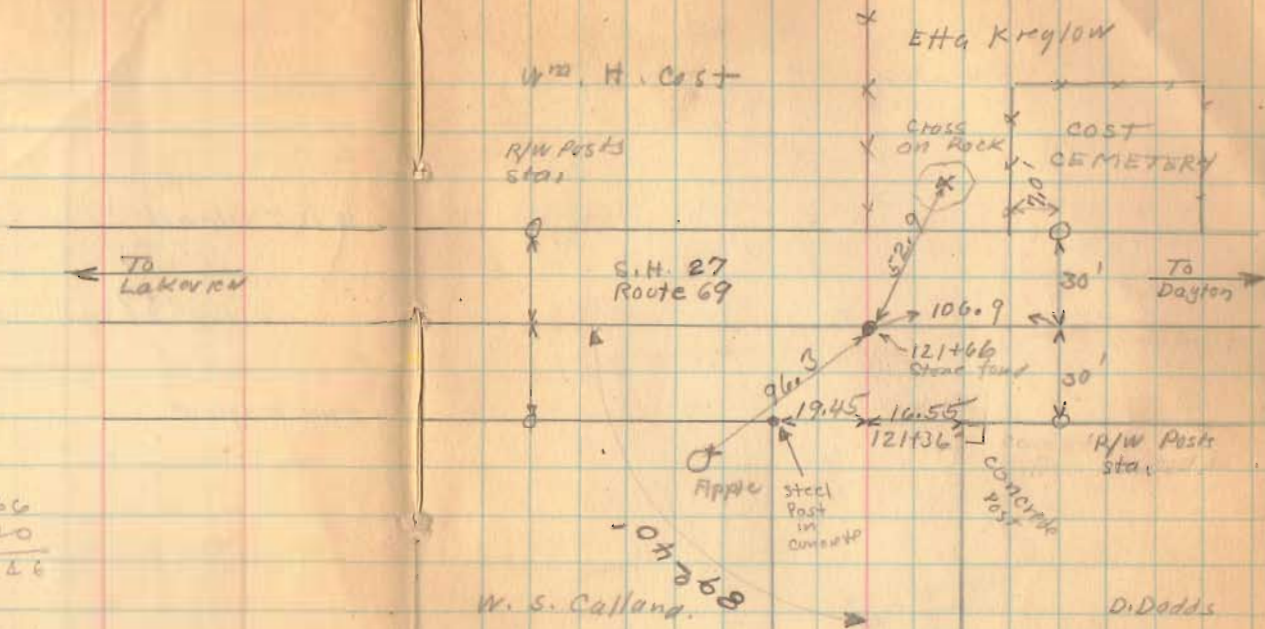 Etta Kreglow
Wm. H. Cost
Cross
on Rock
COST
CEMETERY
R/W Posts
Sta.
7.0'
52.9
To
Lakeview
S.H. 27
Route 69
30'
To
Dayton
106.9
121+66
Stone found
96.3
30'
19.45
16.55
121+36
R/W Posts
sta.
Apple
Steel
Post
in
concrete
Concrete
Post
W. S. Calland.
D. Dodds